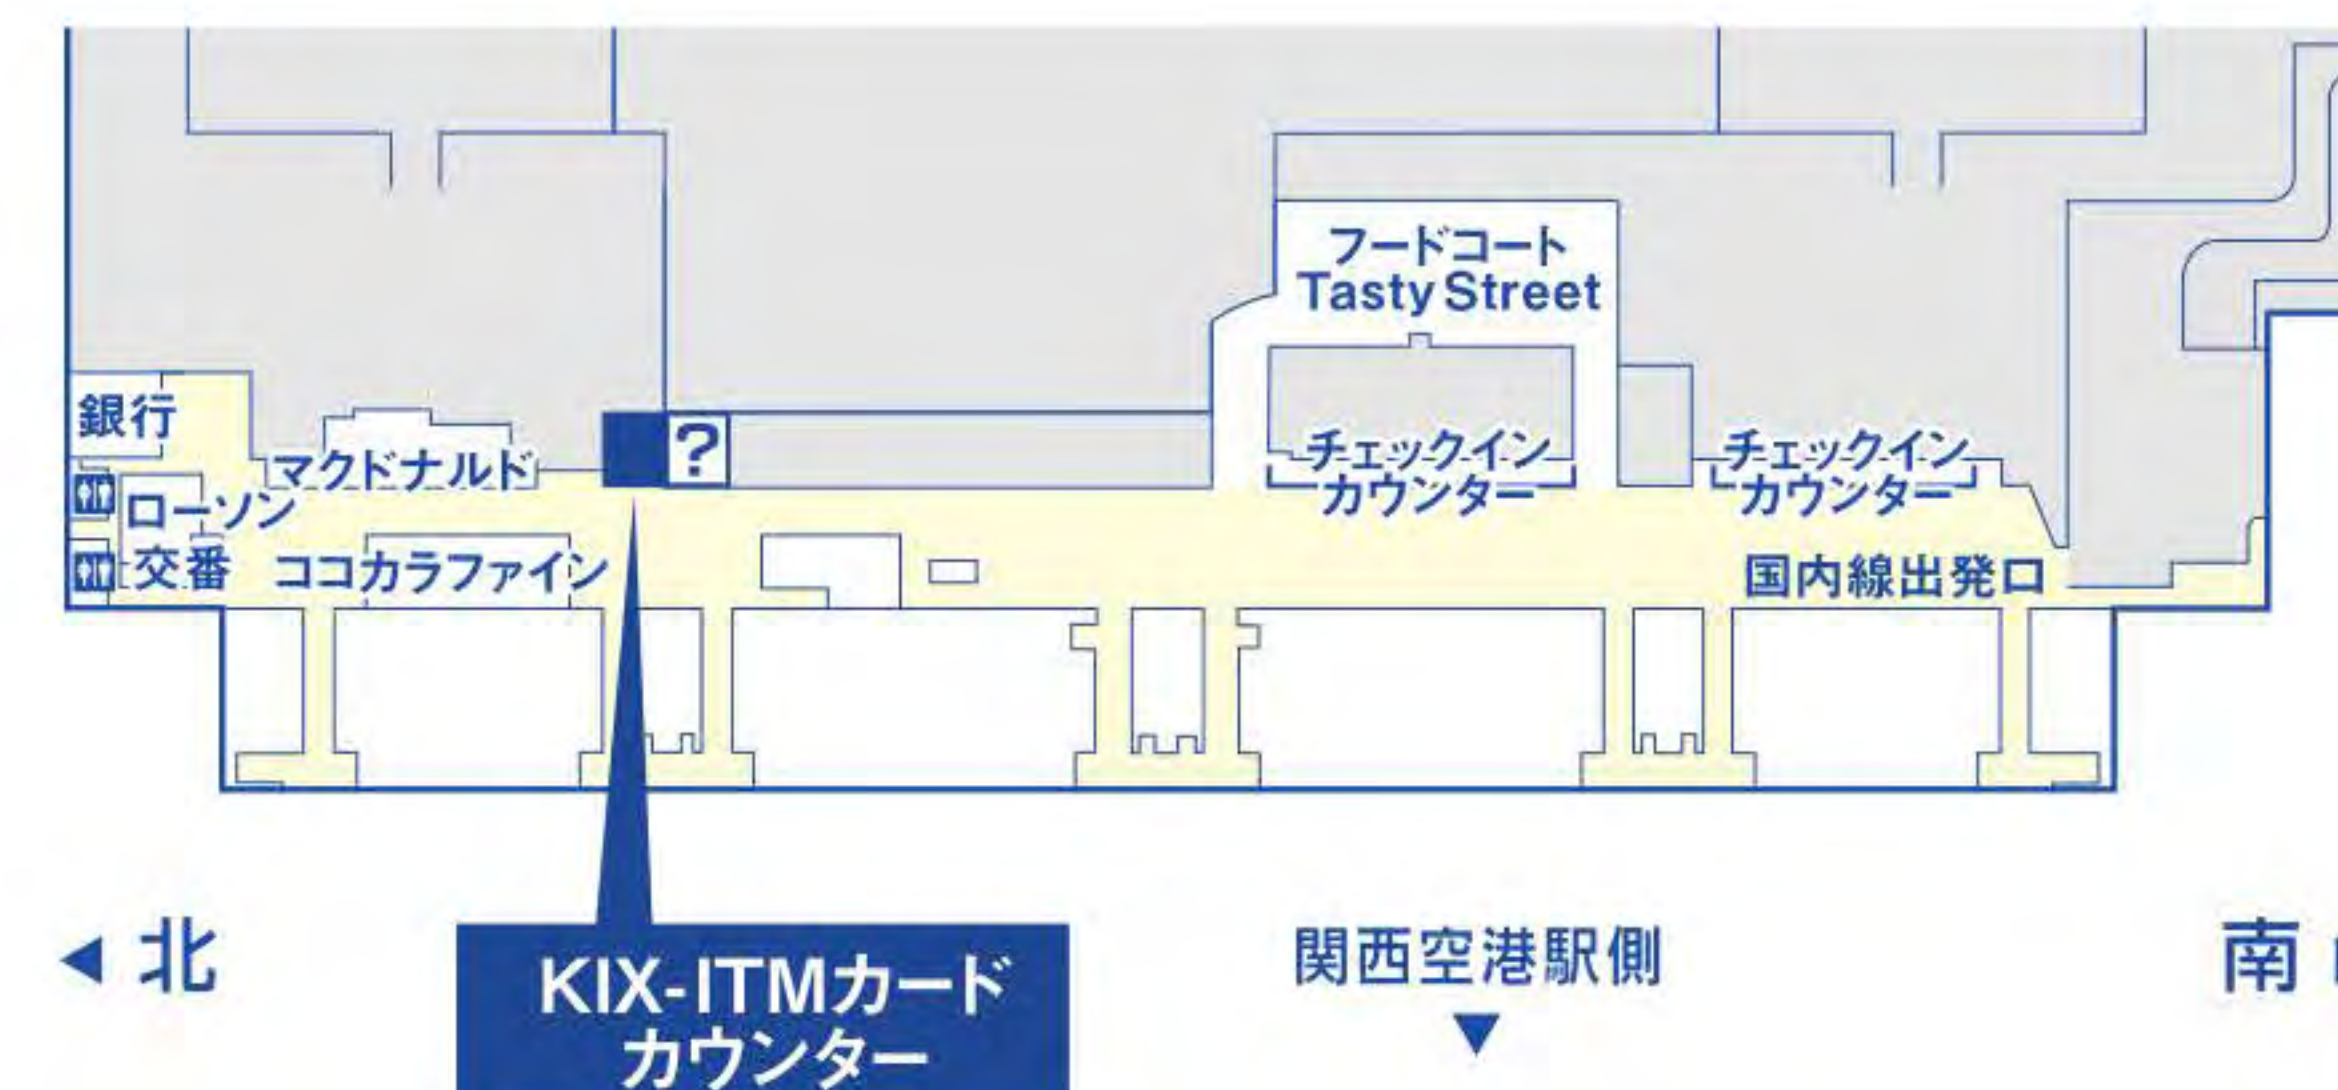 フードコート
Tasty Street
銀行
マクドナルド
?
チェックイン
カウンター
チェックイン
カウンター
ローソン
交番
ココカラファイン
国内線出発口
北
関西空港駅側
南
KIX-ITMカード
カウンター